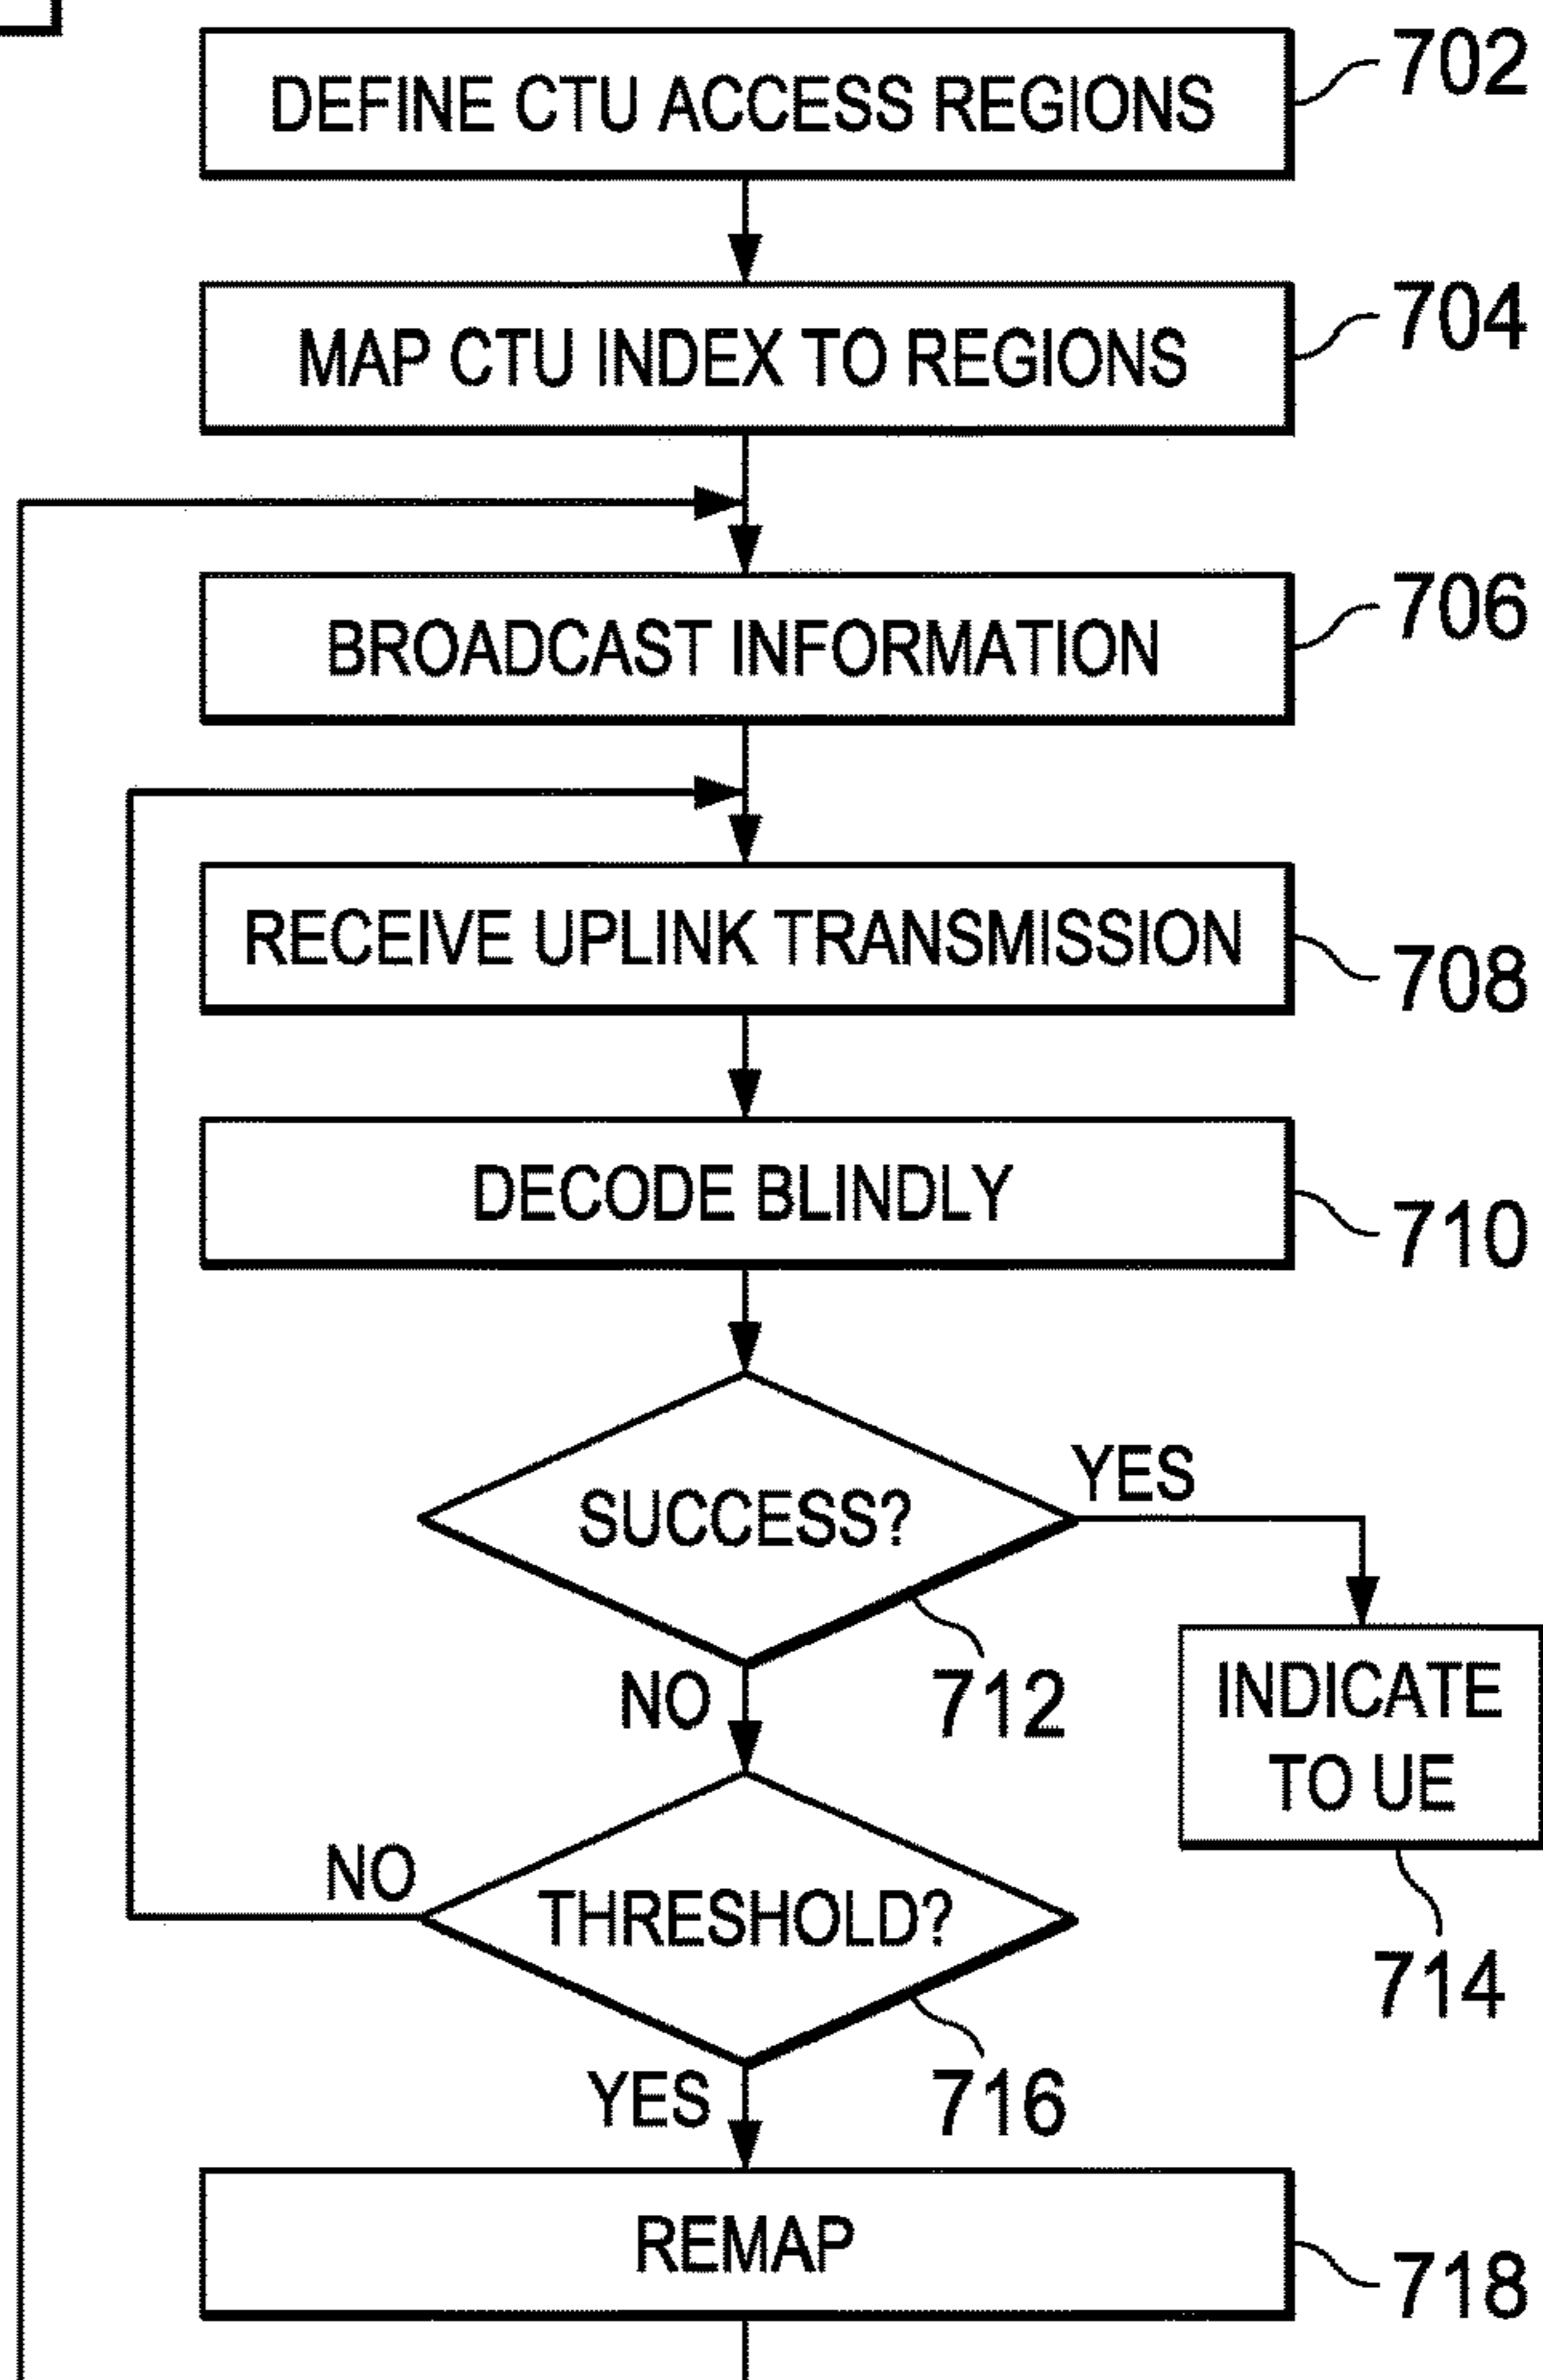 DEFINE CTU ACCESS REGIONS
702
MAP CTU INDEX TO REGIONS
704
BROADCAST INFORMATION
706
RECEIVE UPLINK TRANSMISSION
708
DECODE BLINDLY
710
SUCCESS?
YES
712
NO
INDICATE
TO UE
714
THRESHOLD?
NO
716
YES
REMAP
718